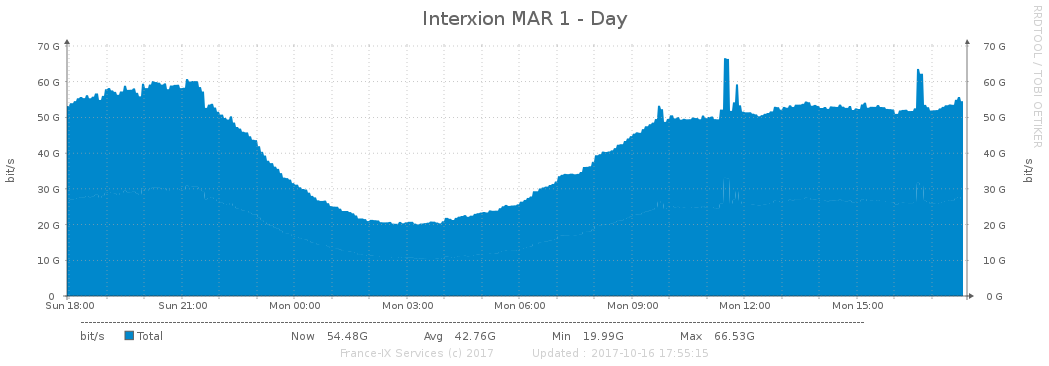 Interxion MAR 1 - Day
RRDTOOL / TOBI OETIKER
70 G 70 G
60 G 60 G
50 G 50 G
40 G 40 G
30 G 30 G
20 G 20 G
10 G 10 G
0 0 G
bit/s bit/s
Sun 18:00 Sun 21:00 Mon 00:00 Mon 03:00 Mon 06:00 Mon 09:00 Mon 12:00 Mon 15:00
bit/s Total Now 54.48G Avg 42.76G Min 19.99G Max 66.53G
France-IX Services (c) 2017 Updated : 2017-10-16 17:55:15